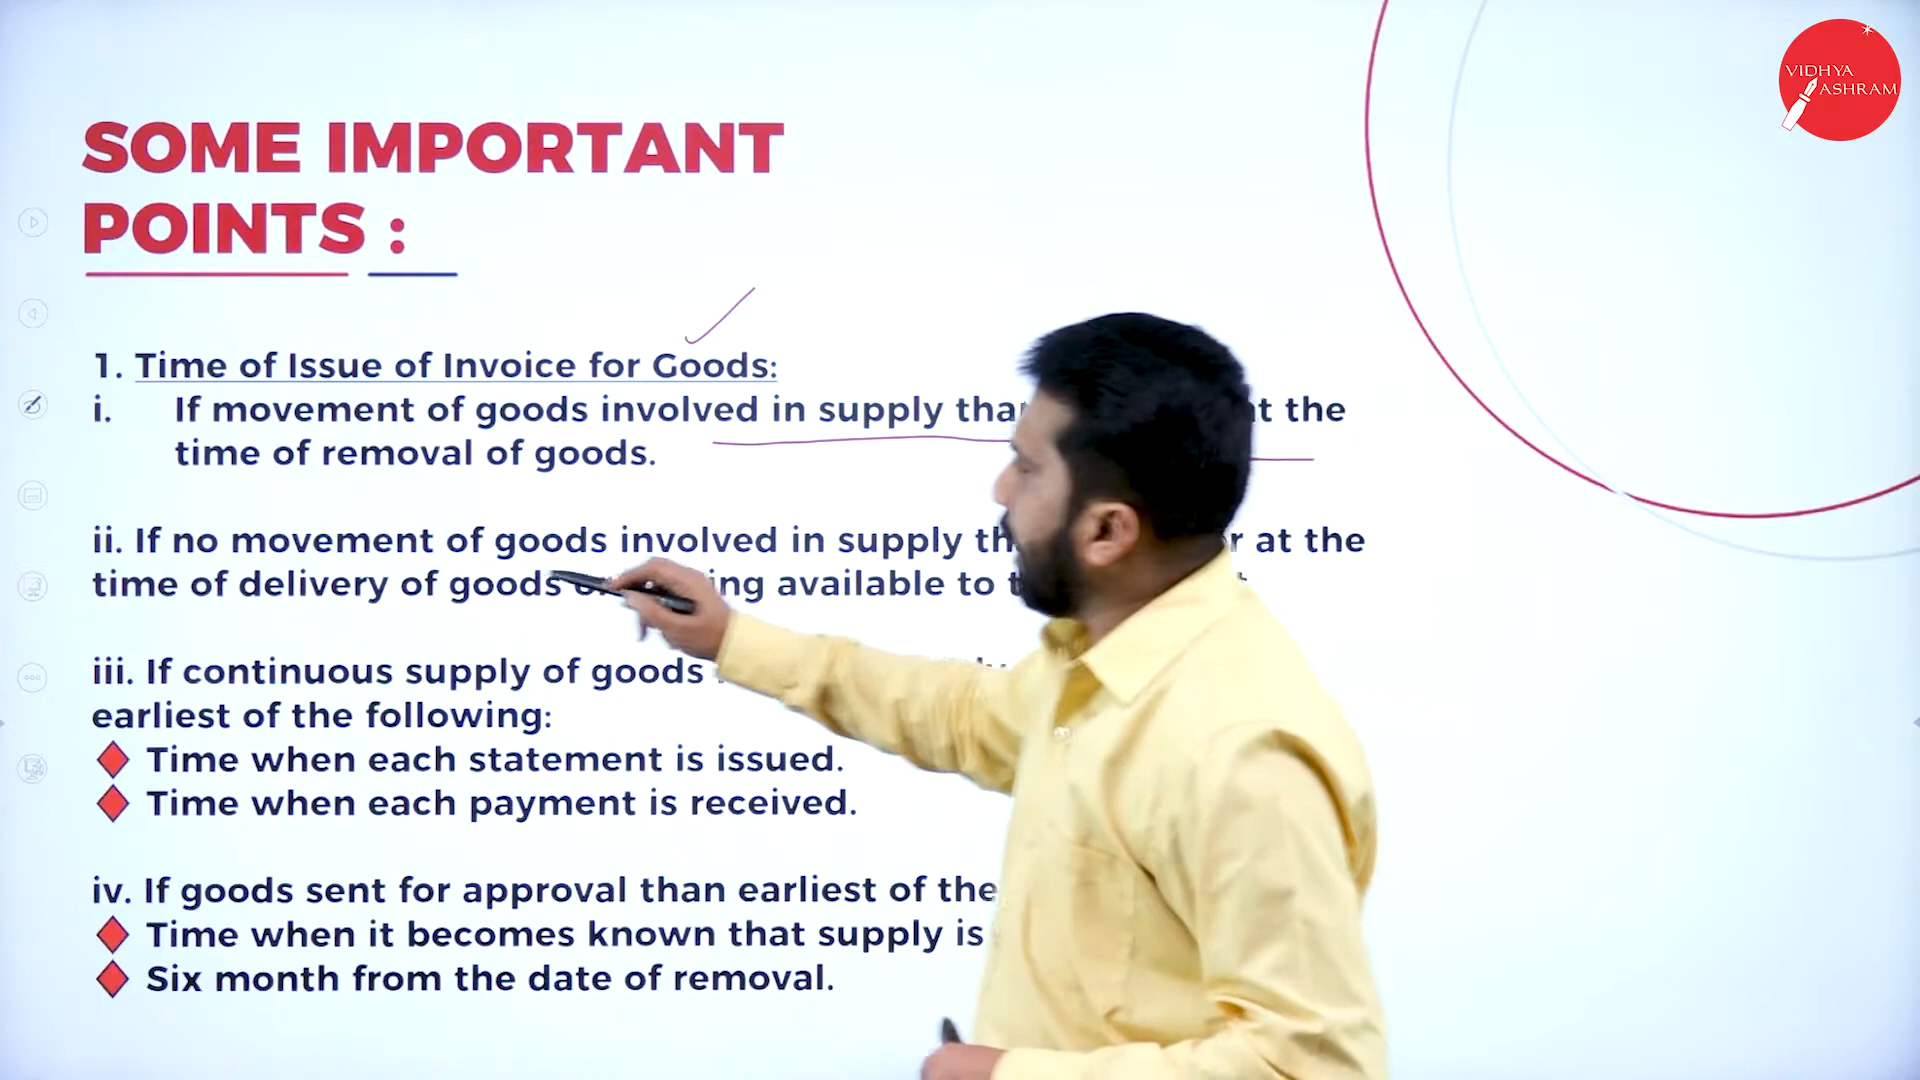 VIDHYA
ASHRAM
SOME IMPORTANT
POINTS :
1. Time of Issue of Invoice for Goods:
i. If movement of goods involved in supply at the
time of removal of goods.
ii. If no movement of goods involved in supply at the
time of delivery of goods available to
iii. If continuous supply of goods
earliest of the following:
Time when each statement is issued.
Time when each payment is received.
iv. If goods sent for approval than earliest of the
Time when it becomes known that supply is
Six month from the date of removal.